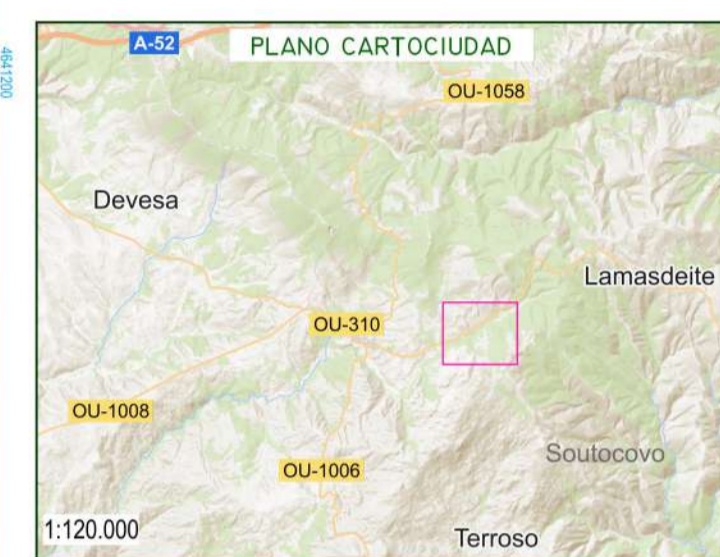 4641200
A-52
PLANO CARTOCIUDAD
OU-1058
Devesa
Lamasdeite
OU-310
OU-1008
Soutocovo
OU-1006
1:120.000
Terroso